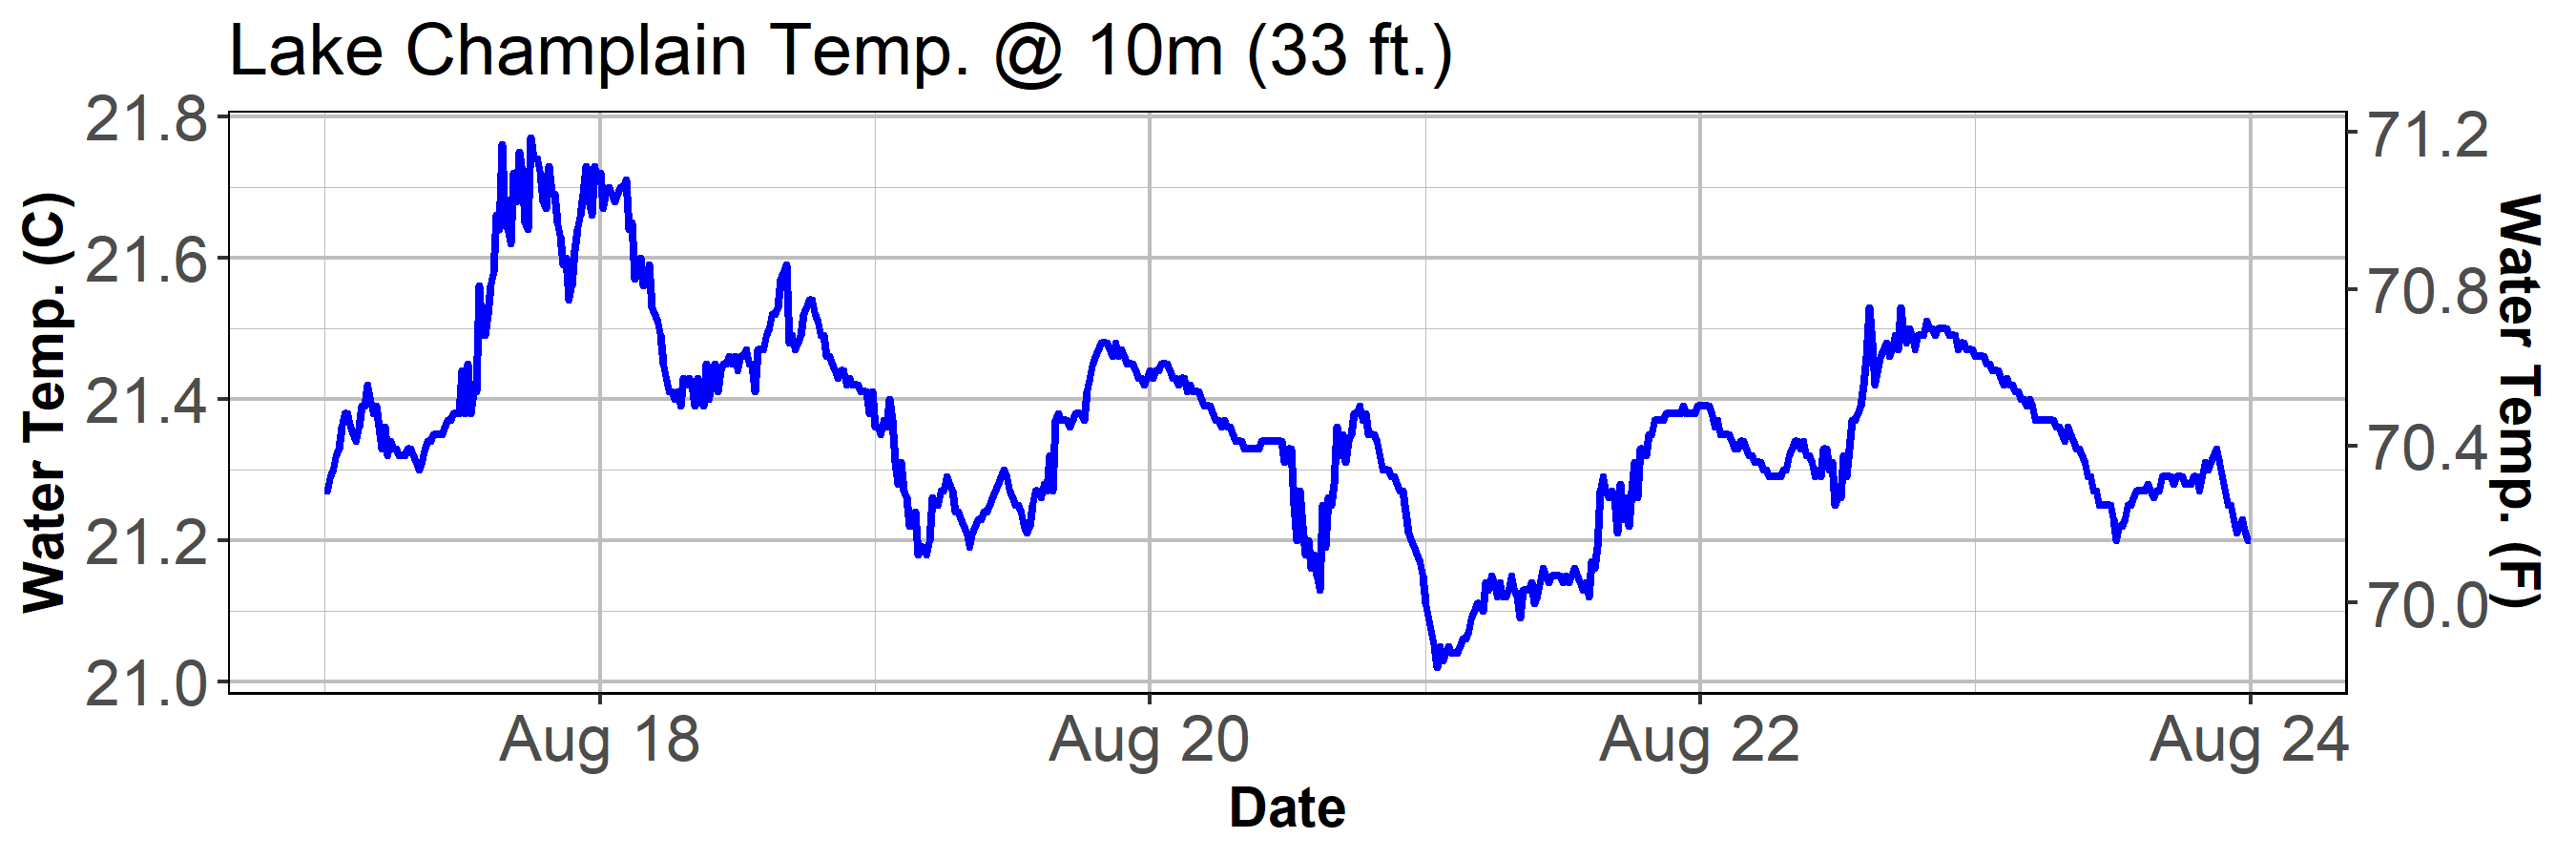 Lake Champlain Temp. @ 10m (33 ft.)
Water Temp. (C)
21.8
21.6
21.4
21.2
21.0
71.2
70.8
70.4
70.0
Water Temp. (F)
Aug 18 Aug 20 Aug 22 Aug 24
Date